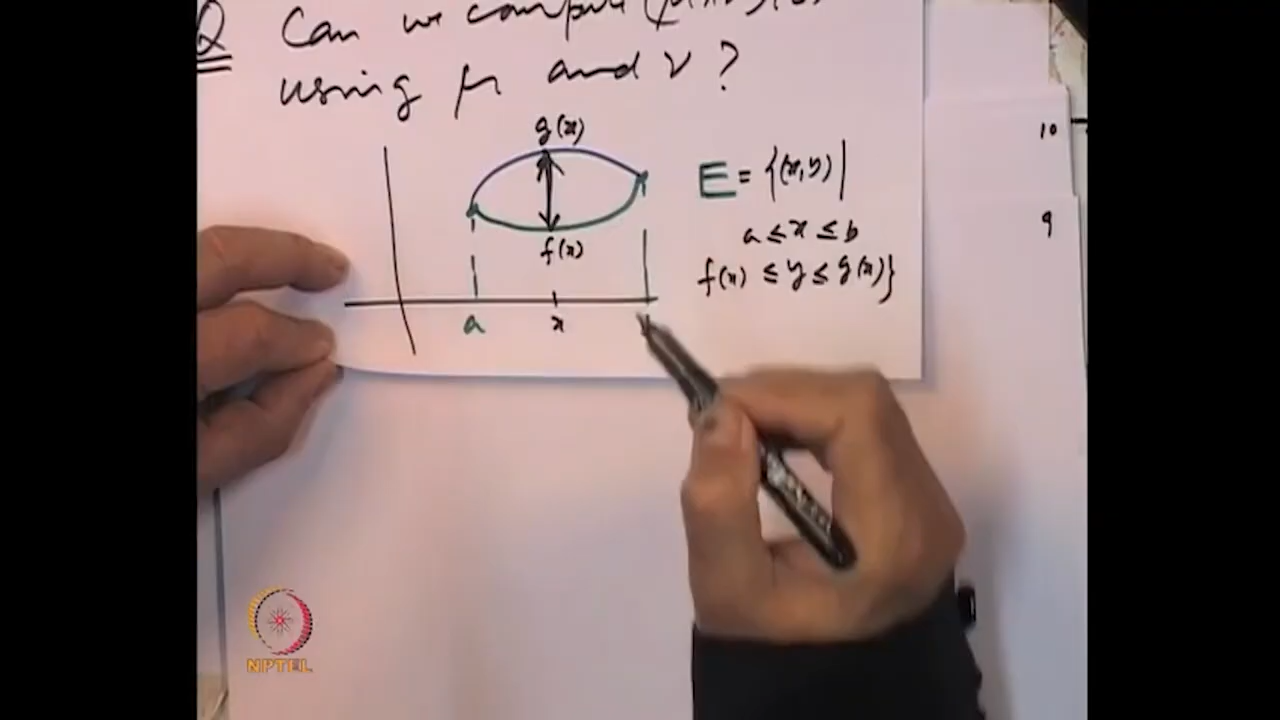 Q Can we compute (μ×ν)(E)
using μ and ν ?
g(x)
E = {(x,y) |
a ≤ x ≤ b
f(x) ≤ y ≤ g(x)}
f(x)
a x
10
9
NPTEL